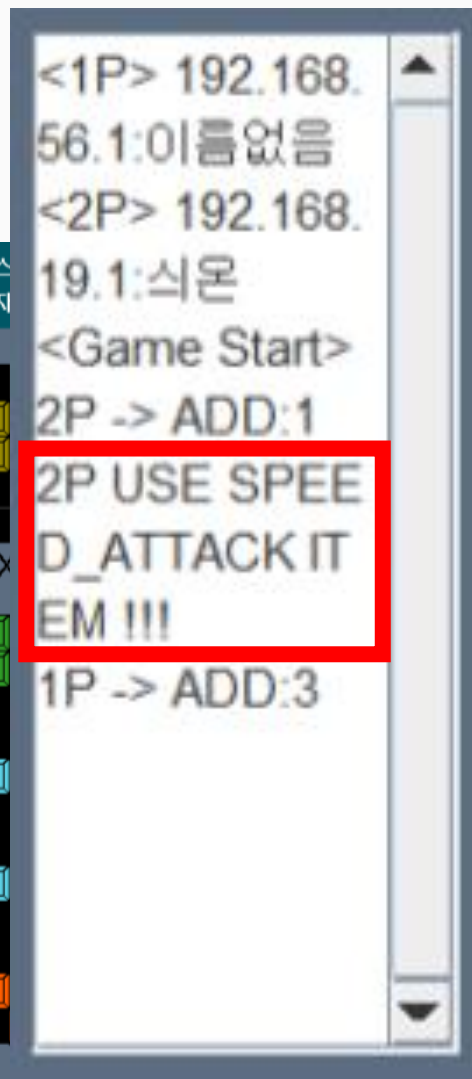 <1P> 192.168.
56.1:이름없음
<2P> 192.168.
19.1:싀온
<Game Start>
2P -> ADD:1
2P USE SPEE
D_ATTACK IT
EM !!!
1P -> ADD:3